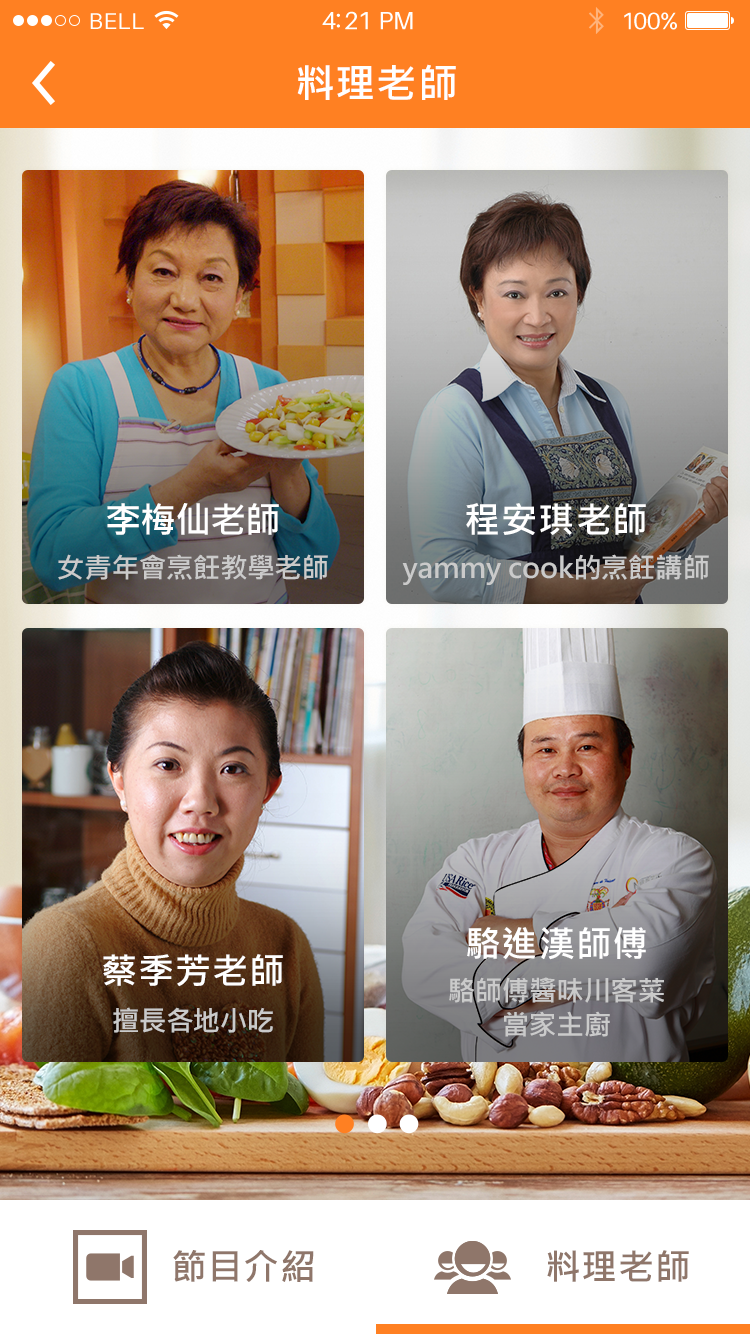 BELL 4:21 PM 100%
料理老師
李梅仙老師
女青年會烹飪教學老師
程安琪老師
yammy cook的烹飪講師
蔡季芳老師
擅長各地小吃
USA Rice
駱進漢師傅
駱師傅醬味川客菜
當家主廚
節目介紹
料理老師